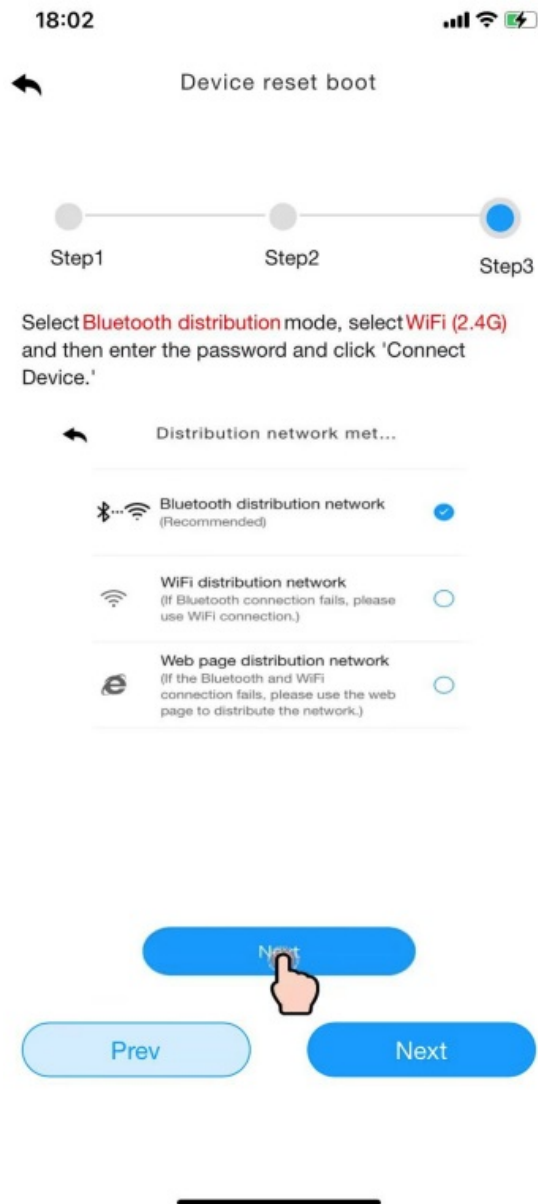 18:02
Device reset boot
Step1
Step2
Step3
Select Bluetooth distribution mode, select WiFi (2.4G)
and then enter the password and click 'Connect
Device.'
Distribution network met...
Bluetooth distribution network
(Recommended)
WiFi distribution network
(If Bluetooth connection fails, please
use WiFi connection.)
Web page distribution network
(If the Bluetooth and WiFi
connection fails, please use the web
page to distribute the network.)
Next
Prev
Next